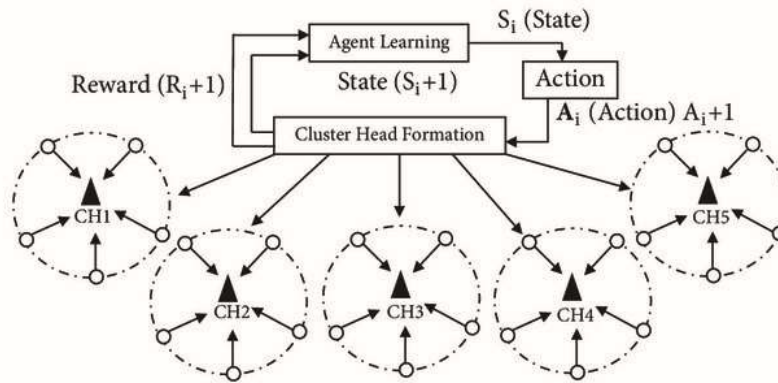 S_i (State)
Agent Learning
Reward (R_i+1)
State (S_i+1)
Action
A_i (Action) A_i+1
Cluster Head Formation
CH1
CH5
CH2
CH3
CH4